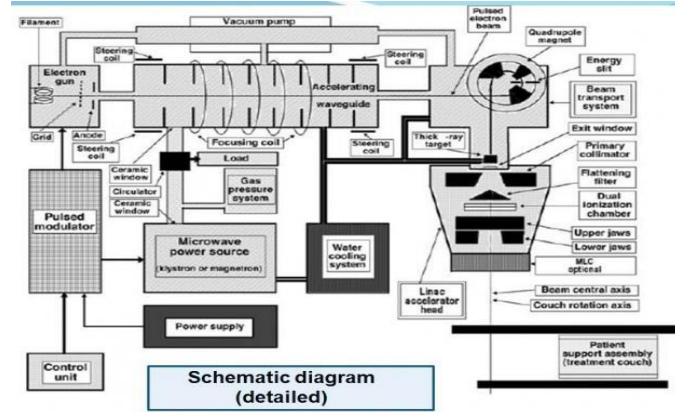 Filament
Vacuum pump
Pulsed
electron
beam
Quadrupole
magnet
Steering
coil
Steering
coil
Energy
slit
Electron
gun
Accelerating
waveguide
Beam
transport
system
Grid
Anode
Steering
coil
Focusing coil
Steering
coil
Thick -ray
target
Exit window
Ceramic
window
Load
Primary
collimator
Circulator
Gas
pressure
system
Flattening
filter
Ceramic
window
Dual
ionization
chamber
Pulsed
modulator
Microwave
power source
(klystron or magnetron)
Water
cooling
system
Upper jaws
Lower jaws
MLC
optional
Linac
accelerator
head
Beam central axis
Couch rotation axis
Power supply
Patient
support assembly
(treatment couch)
Control
unit
Schematic diagram
(detailed)